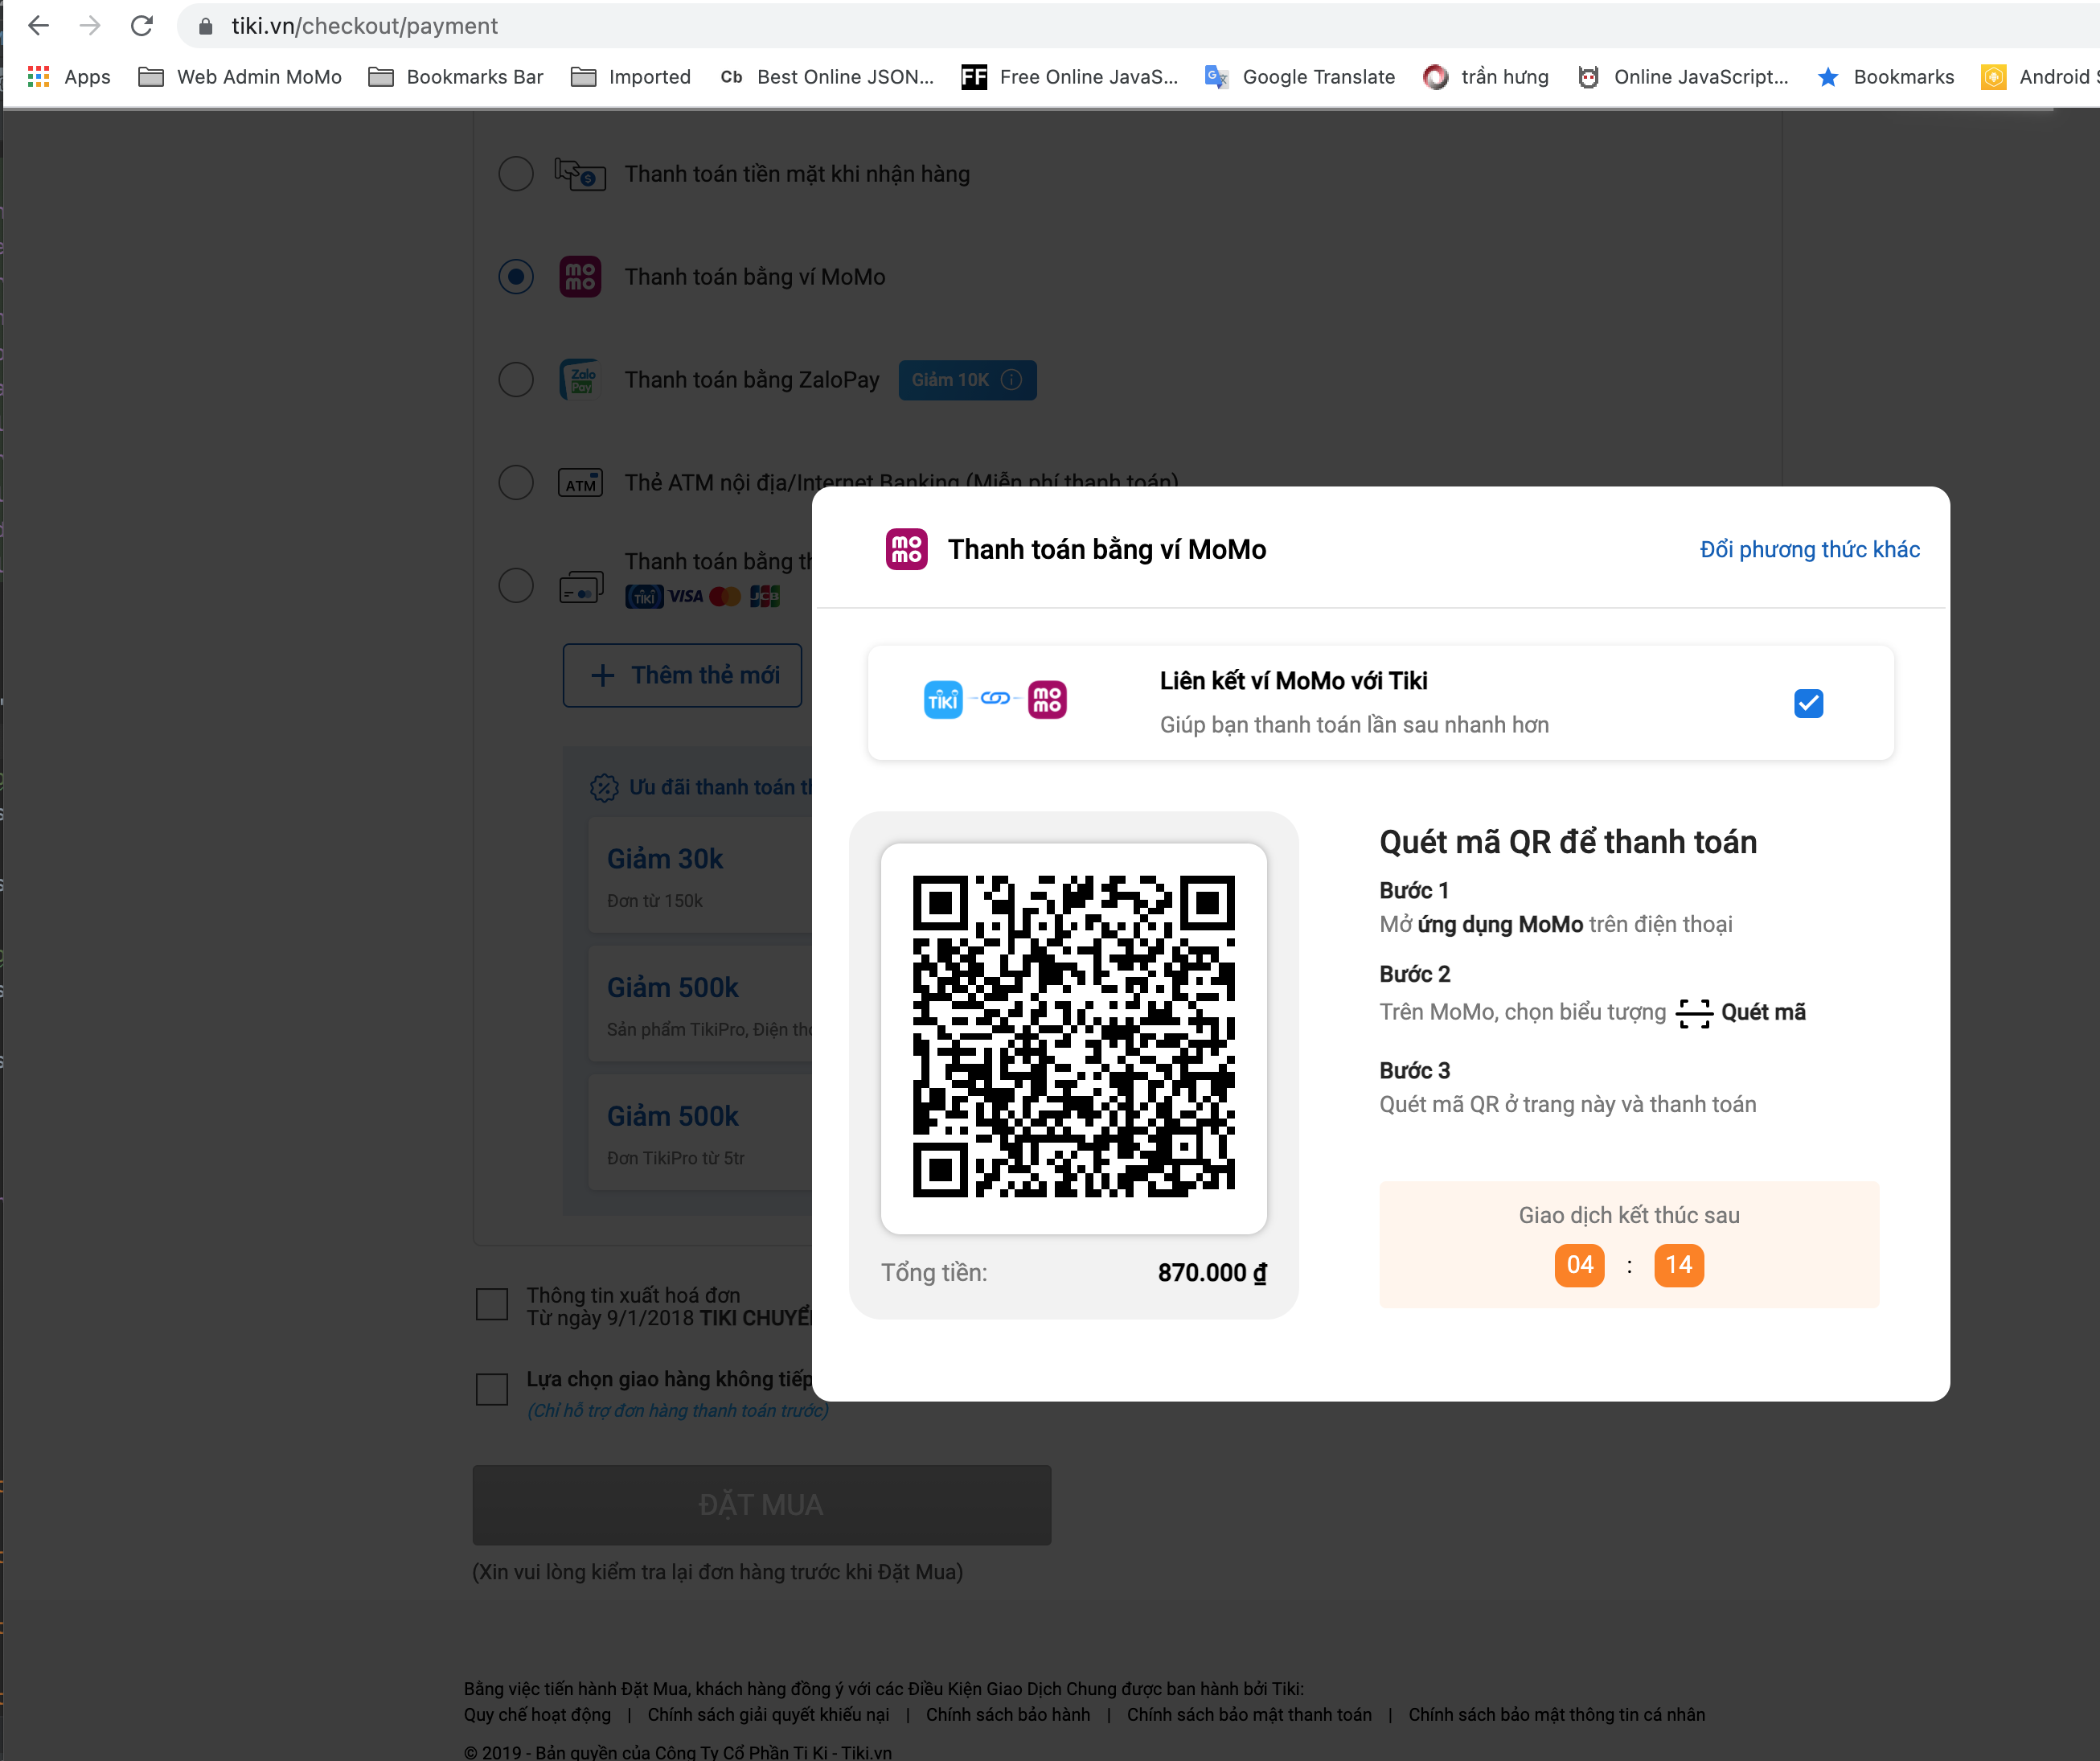 tiki.vn/checkout/payment
Apps Web Admin MoMo Bookmarks Bar Imported Cb Best Online JSON... FF Free Online JavaS... Google Translate trần hưng Online JavaScript... Bookmarks Android
Thanh toán tiền mặt khi nhận hàng
mo mo Thanh toán bằng ví MoMo
Zalo Pay Thanh toán bằng ZaloPay Giảm 10K
ATM Thẻ ATM nội địa/Internet Banking (Miễn phí thanh toán)
Thanh toán bằng
TIKI VISA JCB
+ Thêm thẻ mới
Ưu đãi thanh toán
Giảm 30k
Đơn từ 150k
Giảm 500k
Sản phẩm TikiPro, Điện
Giảm 500k
Đơn TikiPro từ 5tr
Thông tin xuất hoá đơn
Từ ngày 9/1/2018 TIKI
Lựa chọn giao hàng không
(Chỉ hỗ trợ đơn hàng thanh toán trước)
ĐẶT MUA
(Xin vui lòng kiểm tra lại đơn hàng trước khi Đặt Mua)
mo mo Thanh toán bằng ví MoMo
Đổi phương thức khác
TIKI mo mo
Liên kết ví MoMo với Tiki
Giúp bạn thanh toán lần sau nhanh hơn
Tổng tiền: 870.000 ₫
Quét mã QR để thanh toán
Bước 1
Mở ứng dụng MoMo trên điện thoại
Bước 2
Trên MoMo, chọn biểu tượng Quét mã
Bước 3
Quét mã QR ở trang này và thanh toán
Giao dịch kết thúc sau
04 : 14
Bằng việc tiến hành Đặt Mua, khách hàng đồng ý với các Điều Kiện Giao Dịch Chung được ban hành bởi Tiki:
Quy chế hoạt động | Chính sách giải quyết khiếu nại | Chính sách bảo hành | Chính sách bảo mật thanh toán | Chính sách bảo mật thông tin cá nhân
© 2019 - Bản quyền của Công Ty Cổ Phần Ti Ki - Tiki.vn